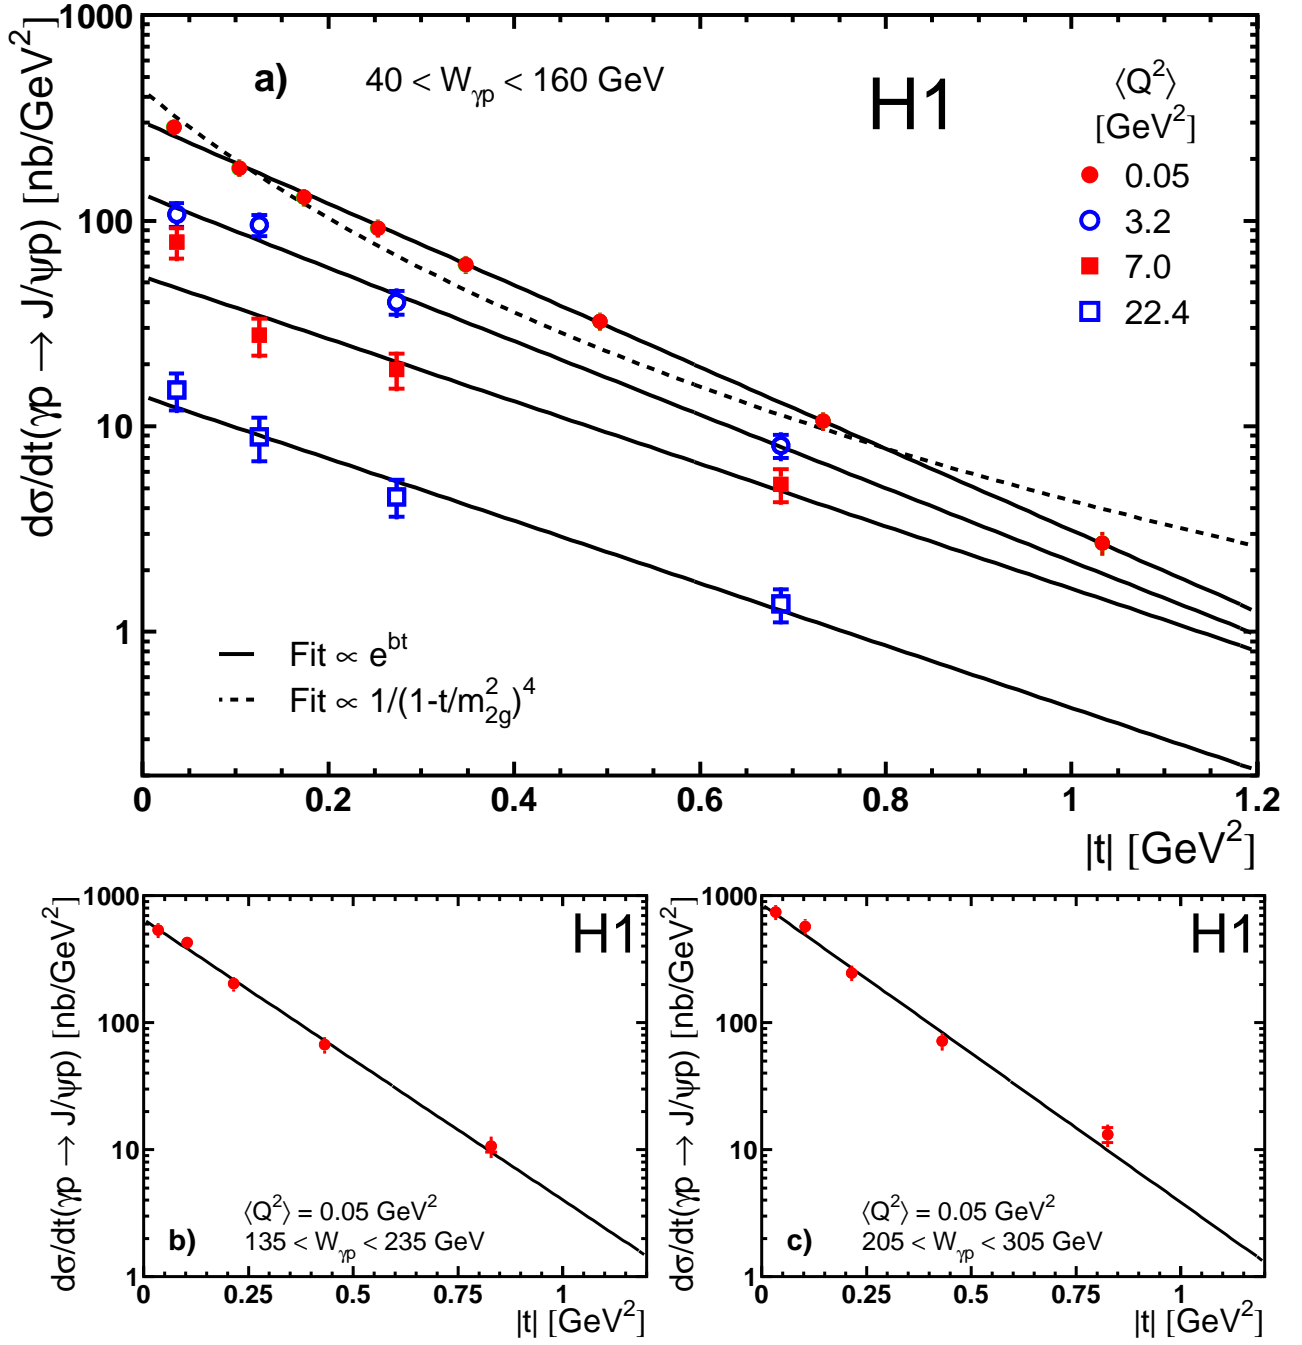 a) 40 < W_γp < 160 GeV
H1
⟨Q²⟩
[GeV²]
0.05
3.2
7.0
22.4
dσ/dt(γp → J/ψp) [nb/GeV²]
1000
100
10
1
Fit ∝ e^bt
Fit ∝ 1/(1-t/m²_2g)⁴
0 0.2 0.4 0.6 0.8 1 1.2
|t| [GeV²]
dσ/dt(γp → J/ψp) [nb/GeV²]
1000
100
10
1
H1
⟨Q²⟩ = 0.05 GeV²
b) 135 < W_γp < 235 GeV
0 0.25 0.5 0.75 1
|t| [GeV²]
dσ/dt(γp → J/ψp) [nb/GeV²]
1000
100
10
1
H1
⟨Q²⟩ = 0.05 GeV²
c) 205 < W_γp < 305 GeV
0 0.25 0.5 0.75 1
|t| [GeV²]